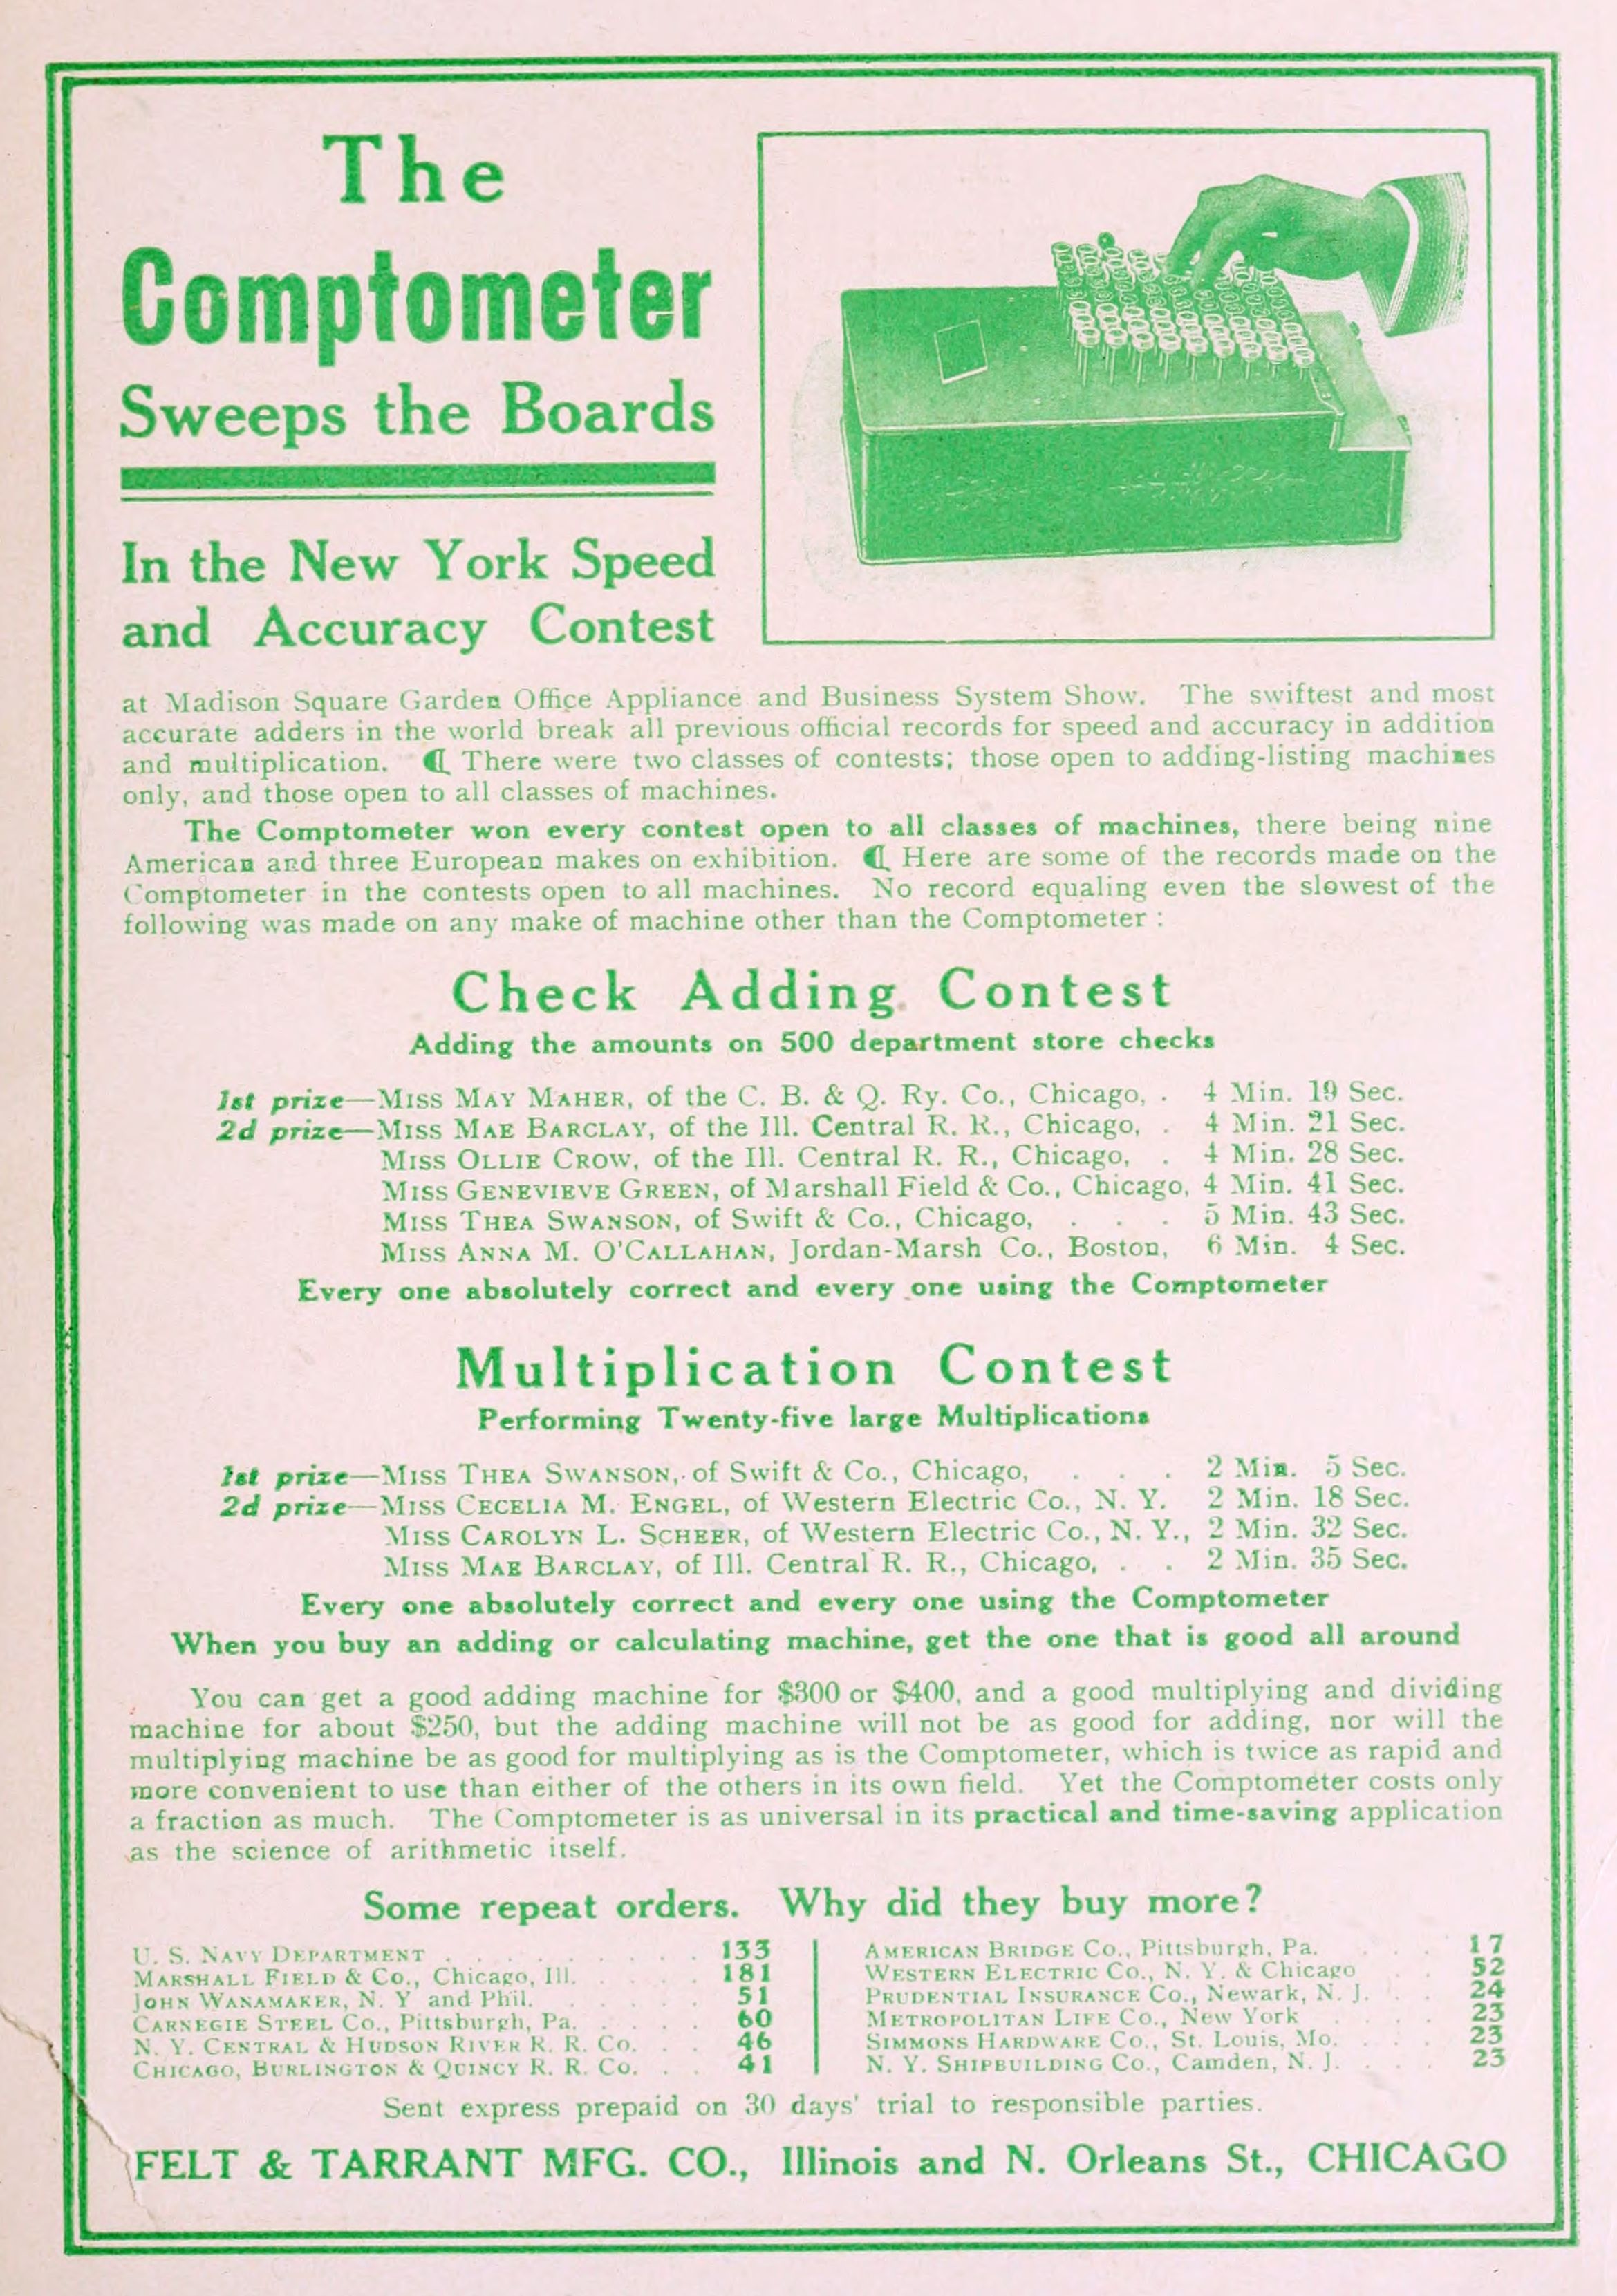 The
Comptometer
Sweeps the Boards
In the New York Speed
and Accuracy Contest
at Madison Square Garden Office Appliance and Business System Show. The swiftest and most
accurate adders in the world break all previous official records for speed and accuracy in addition
and multiplication. ¶ There were two classes of contests; those open to adding-listing machines
only, and those open to all classes of machines.
The Comptometer won every contest open to all classes of machines, there being nine
American and three European makes on exhibition. ¶ Here are some of the records made on the
Comptometer in the contests open to all machines. No record equaling even the slowest of the
following was made on any make of machine other than the Comptometer :
Check Adding Contest
Adding the amounts on 500 department store checks
1st prize—Miss May Maher, of the C. B. & Q. Ry. Co., Chicago, . 4 Min. 19 Sec.
2d prize—Miss Mae Barclay, of the Ill. Central R. R., Chicago, . 4 Min. 21 Sec.
Miss Ollie Crow, of the Ill. Central R. R., Chicago, . 4 Min. 28 Sec.
Miss Genevieve Green, of Marshall Field & Co., Chicago, 4 Min. 41 Sec.
Miss Thea Swanson, of Swift & Co., Chicago, . . . 5 Min. 43 Sec.
Miss Anna M. O'Callahan, Jordan-Marsh Co., Boston, 6 Min. 4 Sec.
Every one absolutely correct and every one using the Comptometer
Multiplication Contest
Performing Twenty-five large Multiplications
1st prize—Miss Thea Swanson, of Swift & Co., Chicago, . . . 2 Min. 5 Sec.
2d prize—Miss Cecelia M. Engel, of Western Electric Co., N. Y. 2 Min. 18 Sec.
Miss Carolyn L. Scheer, of Western Electric Co., N. Y., 2 Min. 32 Sec.
Miss Mae Barclay, of Ill. Central R. R., Chicago, . . 2 Min. 35 Sec.
Every one absolutely correct and every one using the Comptometer
When you buy an adding or calculating machine, get the one that is good all around
You can get a good adding machine for $300 or $400, and a good multiplying and dividing
machine for about $250, but the adding machine will not be as good for adding, nor will the
multiplying machine be as good for multiplying as is the Comptometer, which is twice as rapid and
more convenient to use than either of the others in its own field. Yet the Comptometer costs only
a fraction as much. The Comptometer is as universal in its practical and time-saving application
as the science of arithmetic itself.
Some repeat orders. Why did they buy more?
U. S. Navy Department . . . . . . . . . 133
Marshall Field & Co., Chicago, Ill. . . . . 181
John Wanamaker, N. Y and Phil. . . . . . 51
Carnegie Steel Co., Pittsburgh, Pa. . . . . 60
N. Y. Central & Hudson River R. R. Co. . . 46
Chicago, Burlington & Quincy R. R. Co. . . 41
American Bridge Co., Pittsburgh, Pa. . . . 17
Western Electric Co., N. Y. & Chicago . . 52
Prudential Insurance Co., Newark, N. J. . . 24
Metropolitan Life Co., New York . . . . 23
Simmons Hardware Co., St. Louis, Mo. . . . 23
N. Y. Shipbuilding Co., Camden, N. J. . . . 23
Sent express prepaid on 30 days' trial to responsible parties.
FELT & TARRANT MFG. CO., Illinois and N. Orleans St., CHICAGO